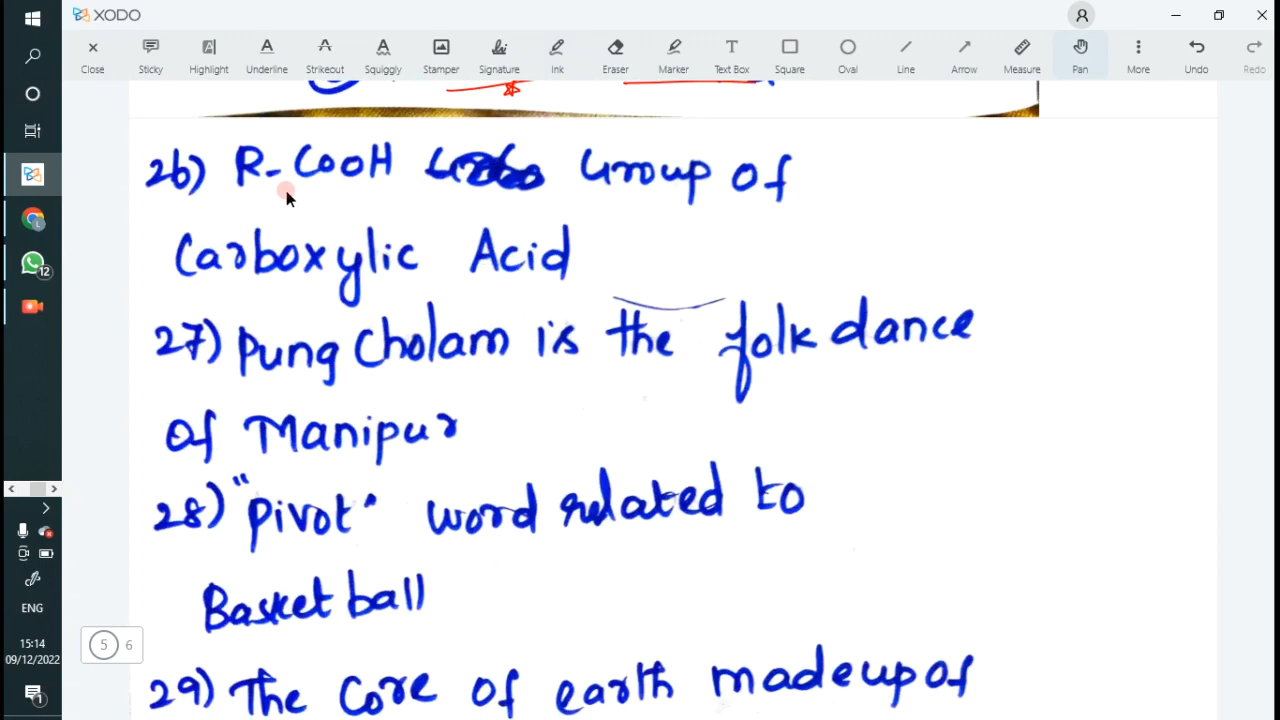 XODO
Close Sticky Highlight Underline Strikeout Squiggly Stamper Signature Ink Eraser Marker Text Box Square Oval Line Arrow Measure Pan More Undo Redo
26) R-COOH Group of
Carboxylic Acid
27) Pung Cholam is the folk dance
of Manipur
28) "Pivot" word related to
Basket ball
29) The Core of earth made up of
12
L
ENG
15:14
09/12/2022
1
5 6